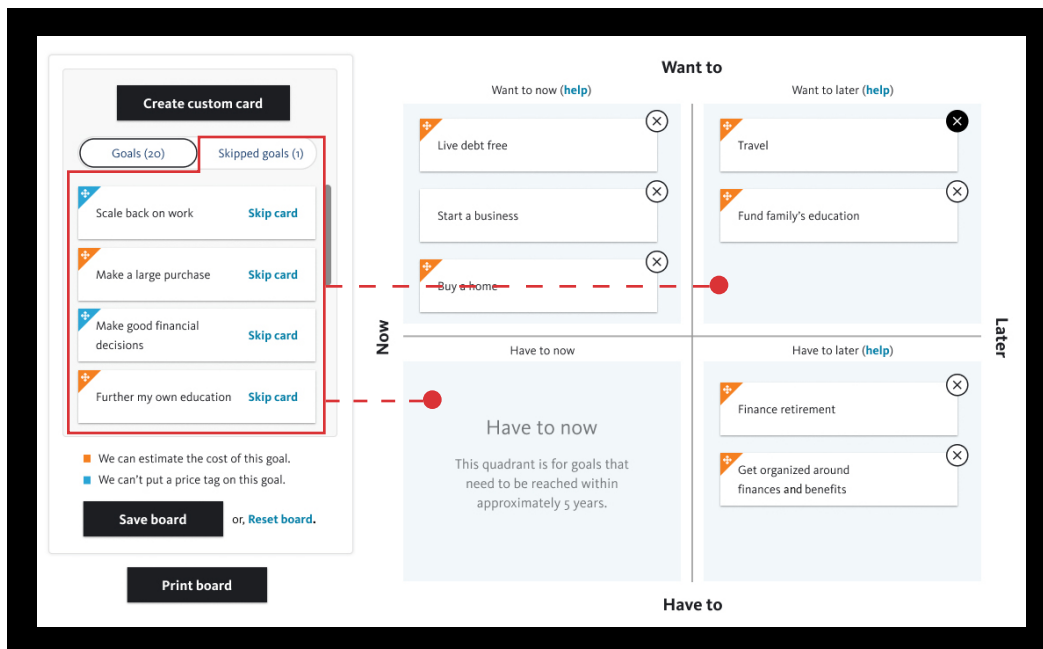 Create custom card
Goals (20)
Skipped goals (1)
Scale back on work
Skip card
Make a large purchase
Skip card
Make good financial
decisions
Skip card
Further my own education
Skip card
We can estimate the cost of this goal.
We can't put a price tag on this goal.
Save board
or, Reset board.
Print board
Want to
Want to now (help)
Live debt free
Start a business
Buy a home
Want to later (help)
Travel
Fund family's education
Now
Later
Have to now
Have to now
This quadrant is for goals that
need to be reached within
approximately 5 years.
Have to later (help)
Finance retirement
Get organized around
finances and benefits
Have to